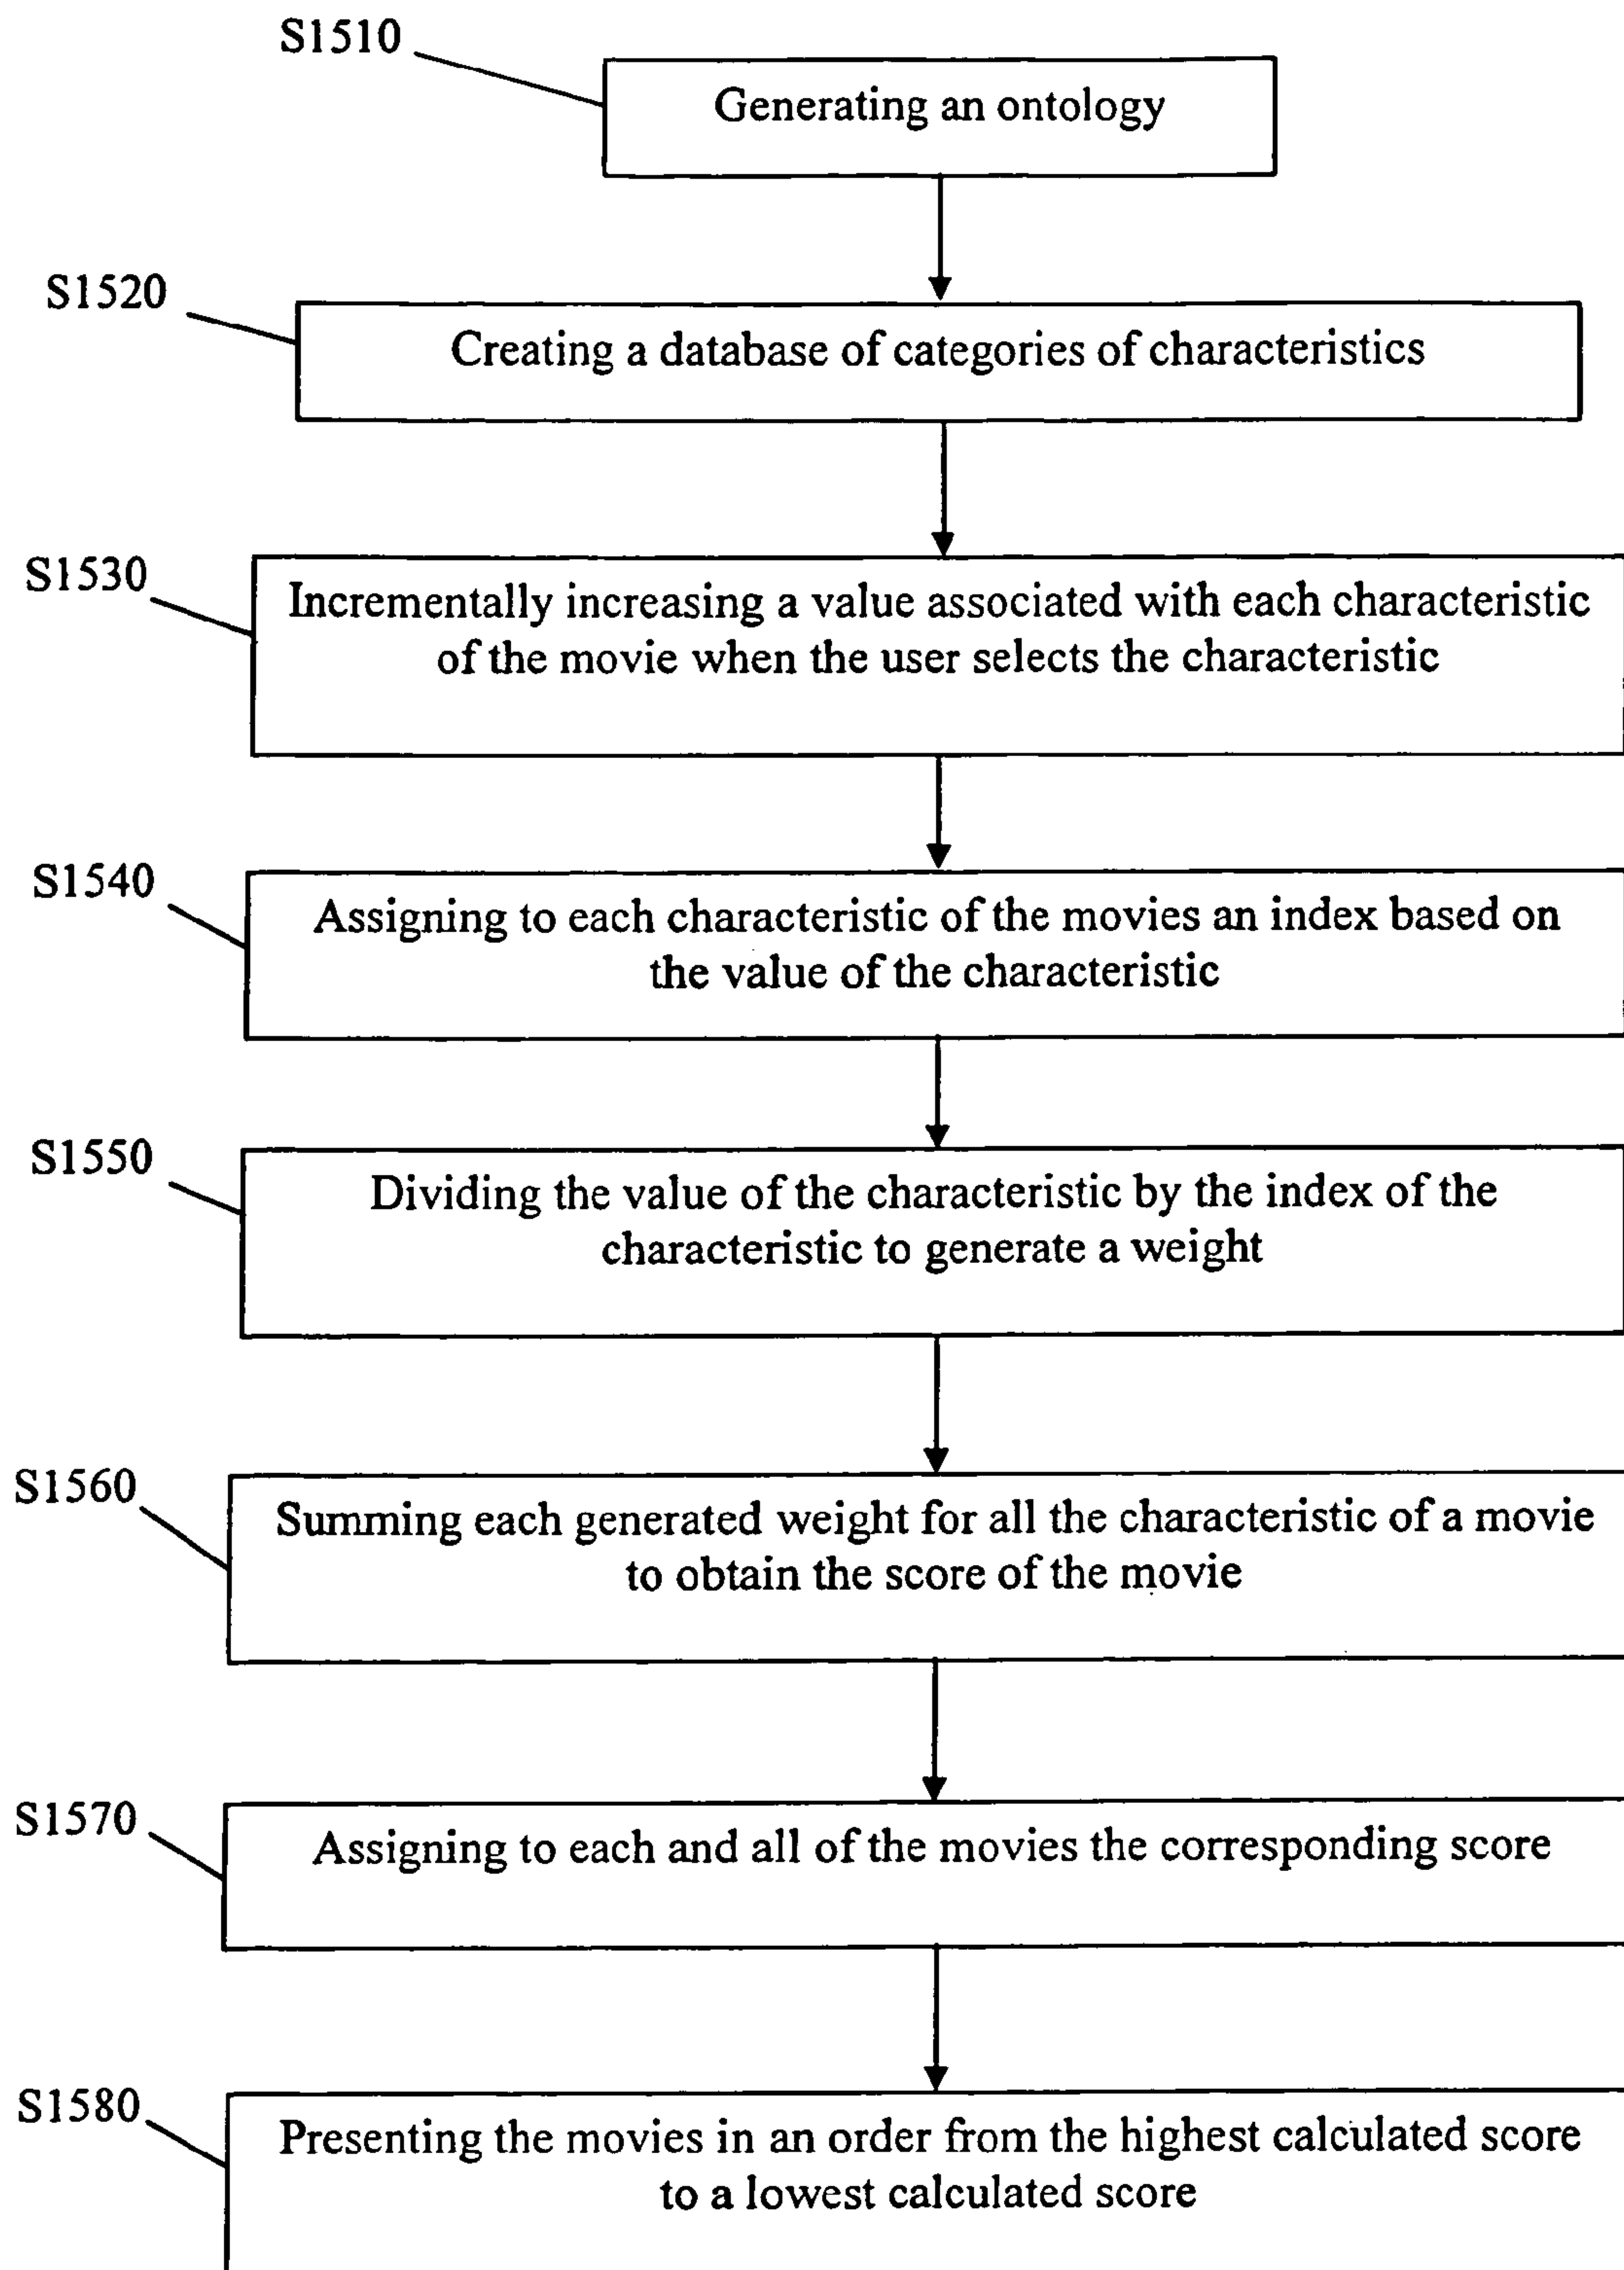 S1510
Generating an ontology
S1520
Creating a database of categories of characteristics
S1530
Incrementally increasing a value associated with each characteristic
of the movie when the user selects the characteristic
S1540
Assigning to each characteristic of the movies an index based on
the value of the characteristic
S1550
Dividing the value of the characteristic by the index of the
characteristic to generate a weight
S1560
Summing each generated weight for all the characteristic of a movie
to obtain the score of the movie
S1570
Assigning to each and all of the movies the corresponding score
S1580
Presenting the movies in an order from the highest calculated score
to a lowest calculated score